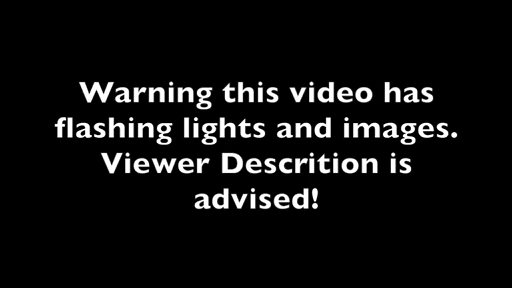 Warning this video has
flashing lights and images.
Viewer Descrition is
advised!